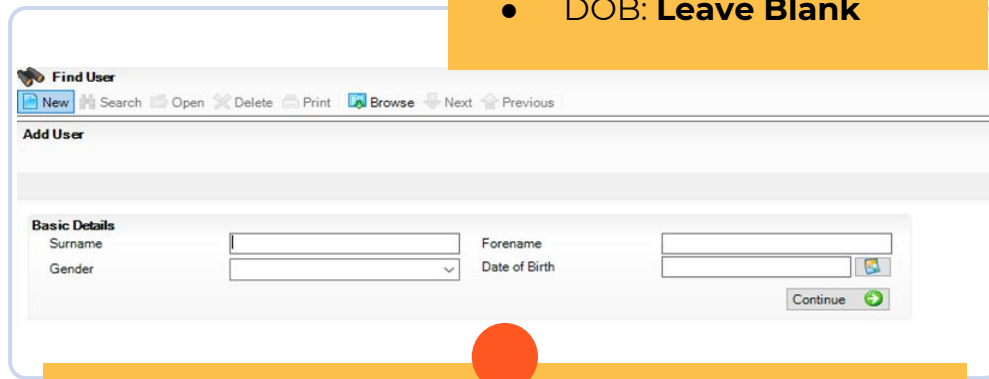 ● DOB: Leave Blank
Find User
New Search Open Delete Print Browse Next Previous
Add User
Basic Details
Surname Forename
Gender Date of Birth
Continue